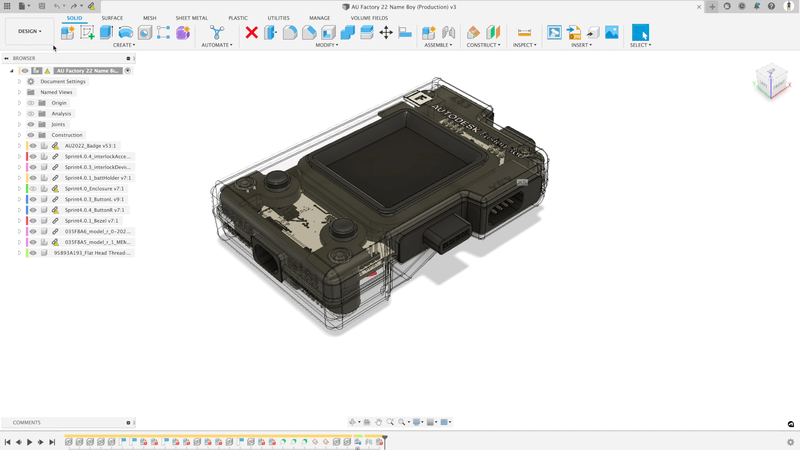 AU Factory 22 Name Boy (Production) v3
SOLID SURFACE MESH SHEET METAL PLASTIC UTILITIES MANAGE VOLUME FIELDS
DESIGN
CREATE AUTOMATE MODIFY ASSEMBLE CONSTRUCT INSPECT INSERT SELECT
BROWSER
AU Factory 22 Name B...
Document Settings
Named Views
Origin
Analysis
Joints
Construction
AU2022_Badge v53:1
Sprint4.0.4_interlockAcce...
Sprint4.0.3_interlockDevi...
Sprint4.0.1_battHolder v7:1
Sprint4.0_Enclosure v7:1
Sprint4.0.3_ButtonL v9:1
Sprint4.0.4_ButtonR v7:1
Sprint4.0.1_Bezel v7:1
035F8A6_model_r_0-202...
035F8A5_model_r_1_MEk...
95893A193_Flat Head Thread...
AUTODESK
COMMENTS